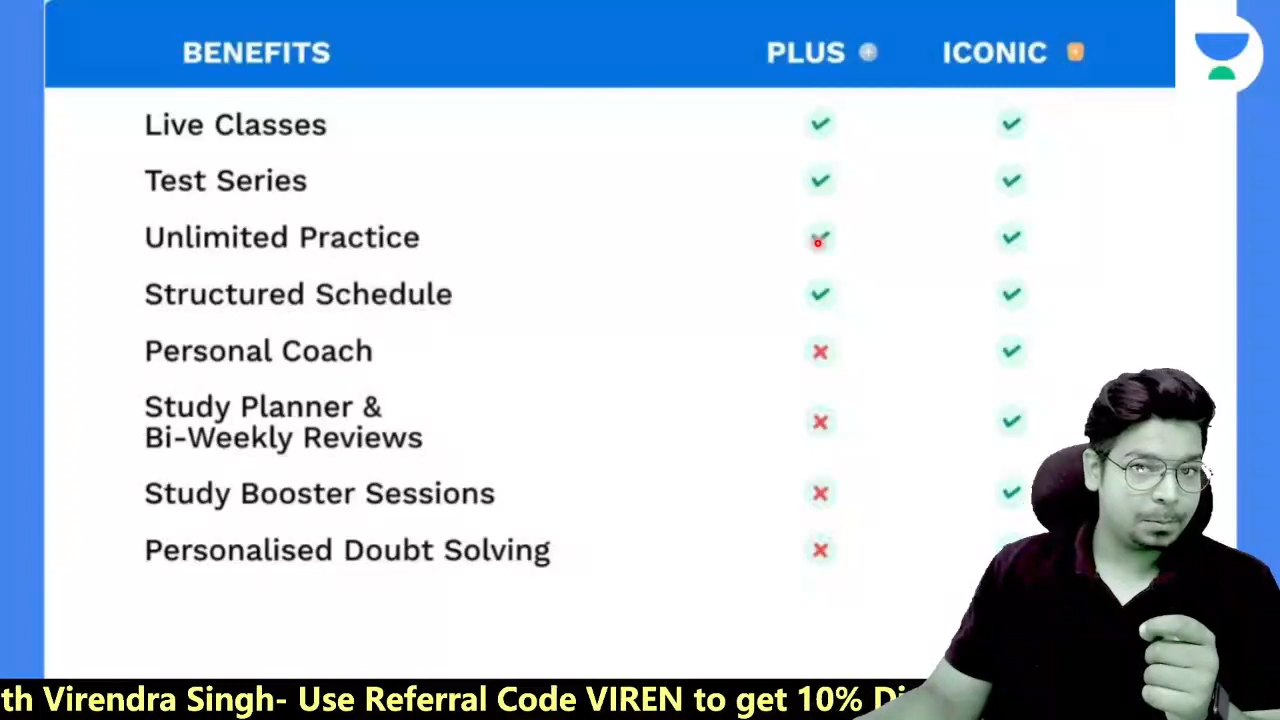 BENEFITS PLUS ICONIC
Live Classes
Test Series
Unlimited Practice
Structured Schedule
Personal Coach
Study Planner &
Bi-Weekly Reviews
Study Booster Sessions
Personalised Doubt Solving
Virendra Singh- Use Referral Code VIREN to get 10%